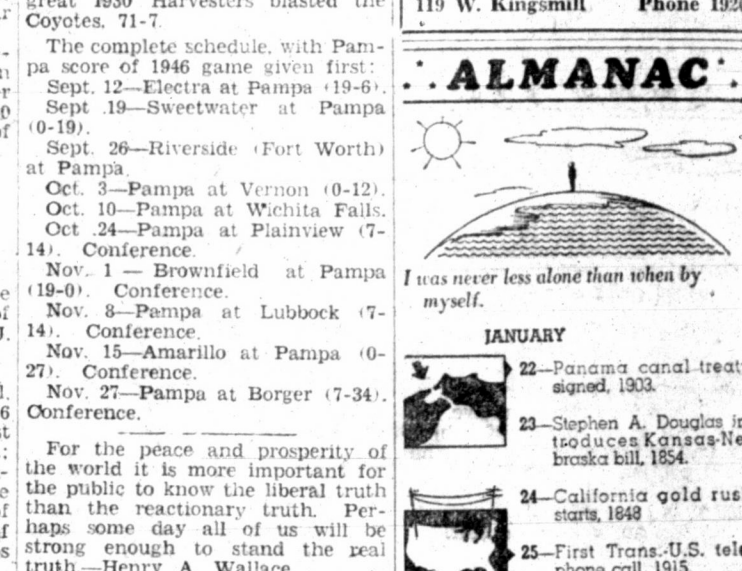 great 1930 Harvesters blasted the
Coyotes, 71-7.
The complete schedule, with Pam-
pa score of 1946 game given first:
Sept. 12—Electra at Pampa (19-6).
Sept .19—Sweetwater at Pampa
(0-19).
Sept. 26—Riverside (Fort Worth)
at Pampa.
Oct. 3—Pampa at Vernon (0-12).
Oct. 10—Pampa at Wichita Falls.
Oct .24—Pampa at Plainview (7-
14). Conference.
Nov. 1 — Brownfield at Pampa
(19-0). Conference.
Nov. 8—Pampa at Lubbock (7-
14). Conference.
Nov. 15—Amarillo at Pampa (0-
27). Conference.
Nov. 27—Pampa at Borger (7-34).
Conference.
For the peace and prosperity of
the world it is more important for
the public to know the liberal truth
than the reactionary truth. Per-
haps some day all of us will be
strong enough to stand the real
truth.—Henry A. Wallace.
119 W. Kingsmill Phone 192
ALMANAC
I was never less alone than when by
myself.
JANUARY
22—Panama canal treat
signed, 1903.
23—Stephen A. Douglas in
troduces Kansas-Ne
braska bill, 1854.
24—California gold rus
starts, 1848
25—First Trans.-U.S. tele
phone call, 1915.